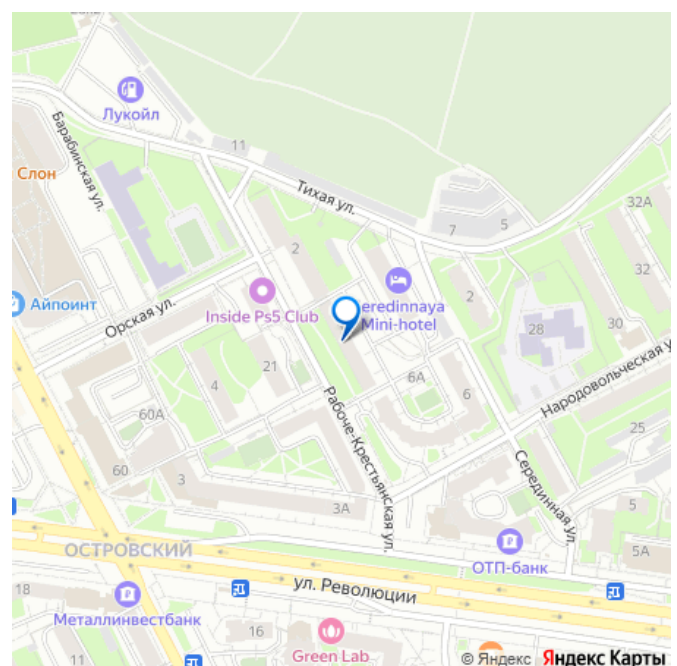 Лукойл
11
Барабинская ул.
Слон
Тихая ул.
7
5
32А
2
Айпоинт
Орская ул.
Inside Ps5 Club
eredinnaya
Mini-hotel
2
32
28
30
Народовольческая у
21
4
6А
6
60А
60
3
3А
Рабоче-Крестьянская ул.
Серединная ул.
25
5
5А
ОСТРОВСКИЙ
ОТП-банк
18
Металлинвестбанк
ул. Революции
16
11
Green Lab
© Яндекс Яндекс Карты